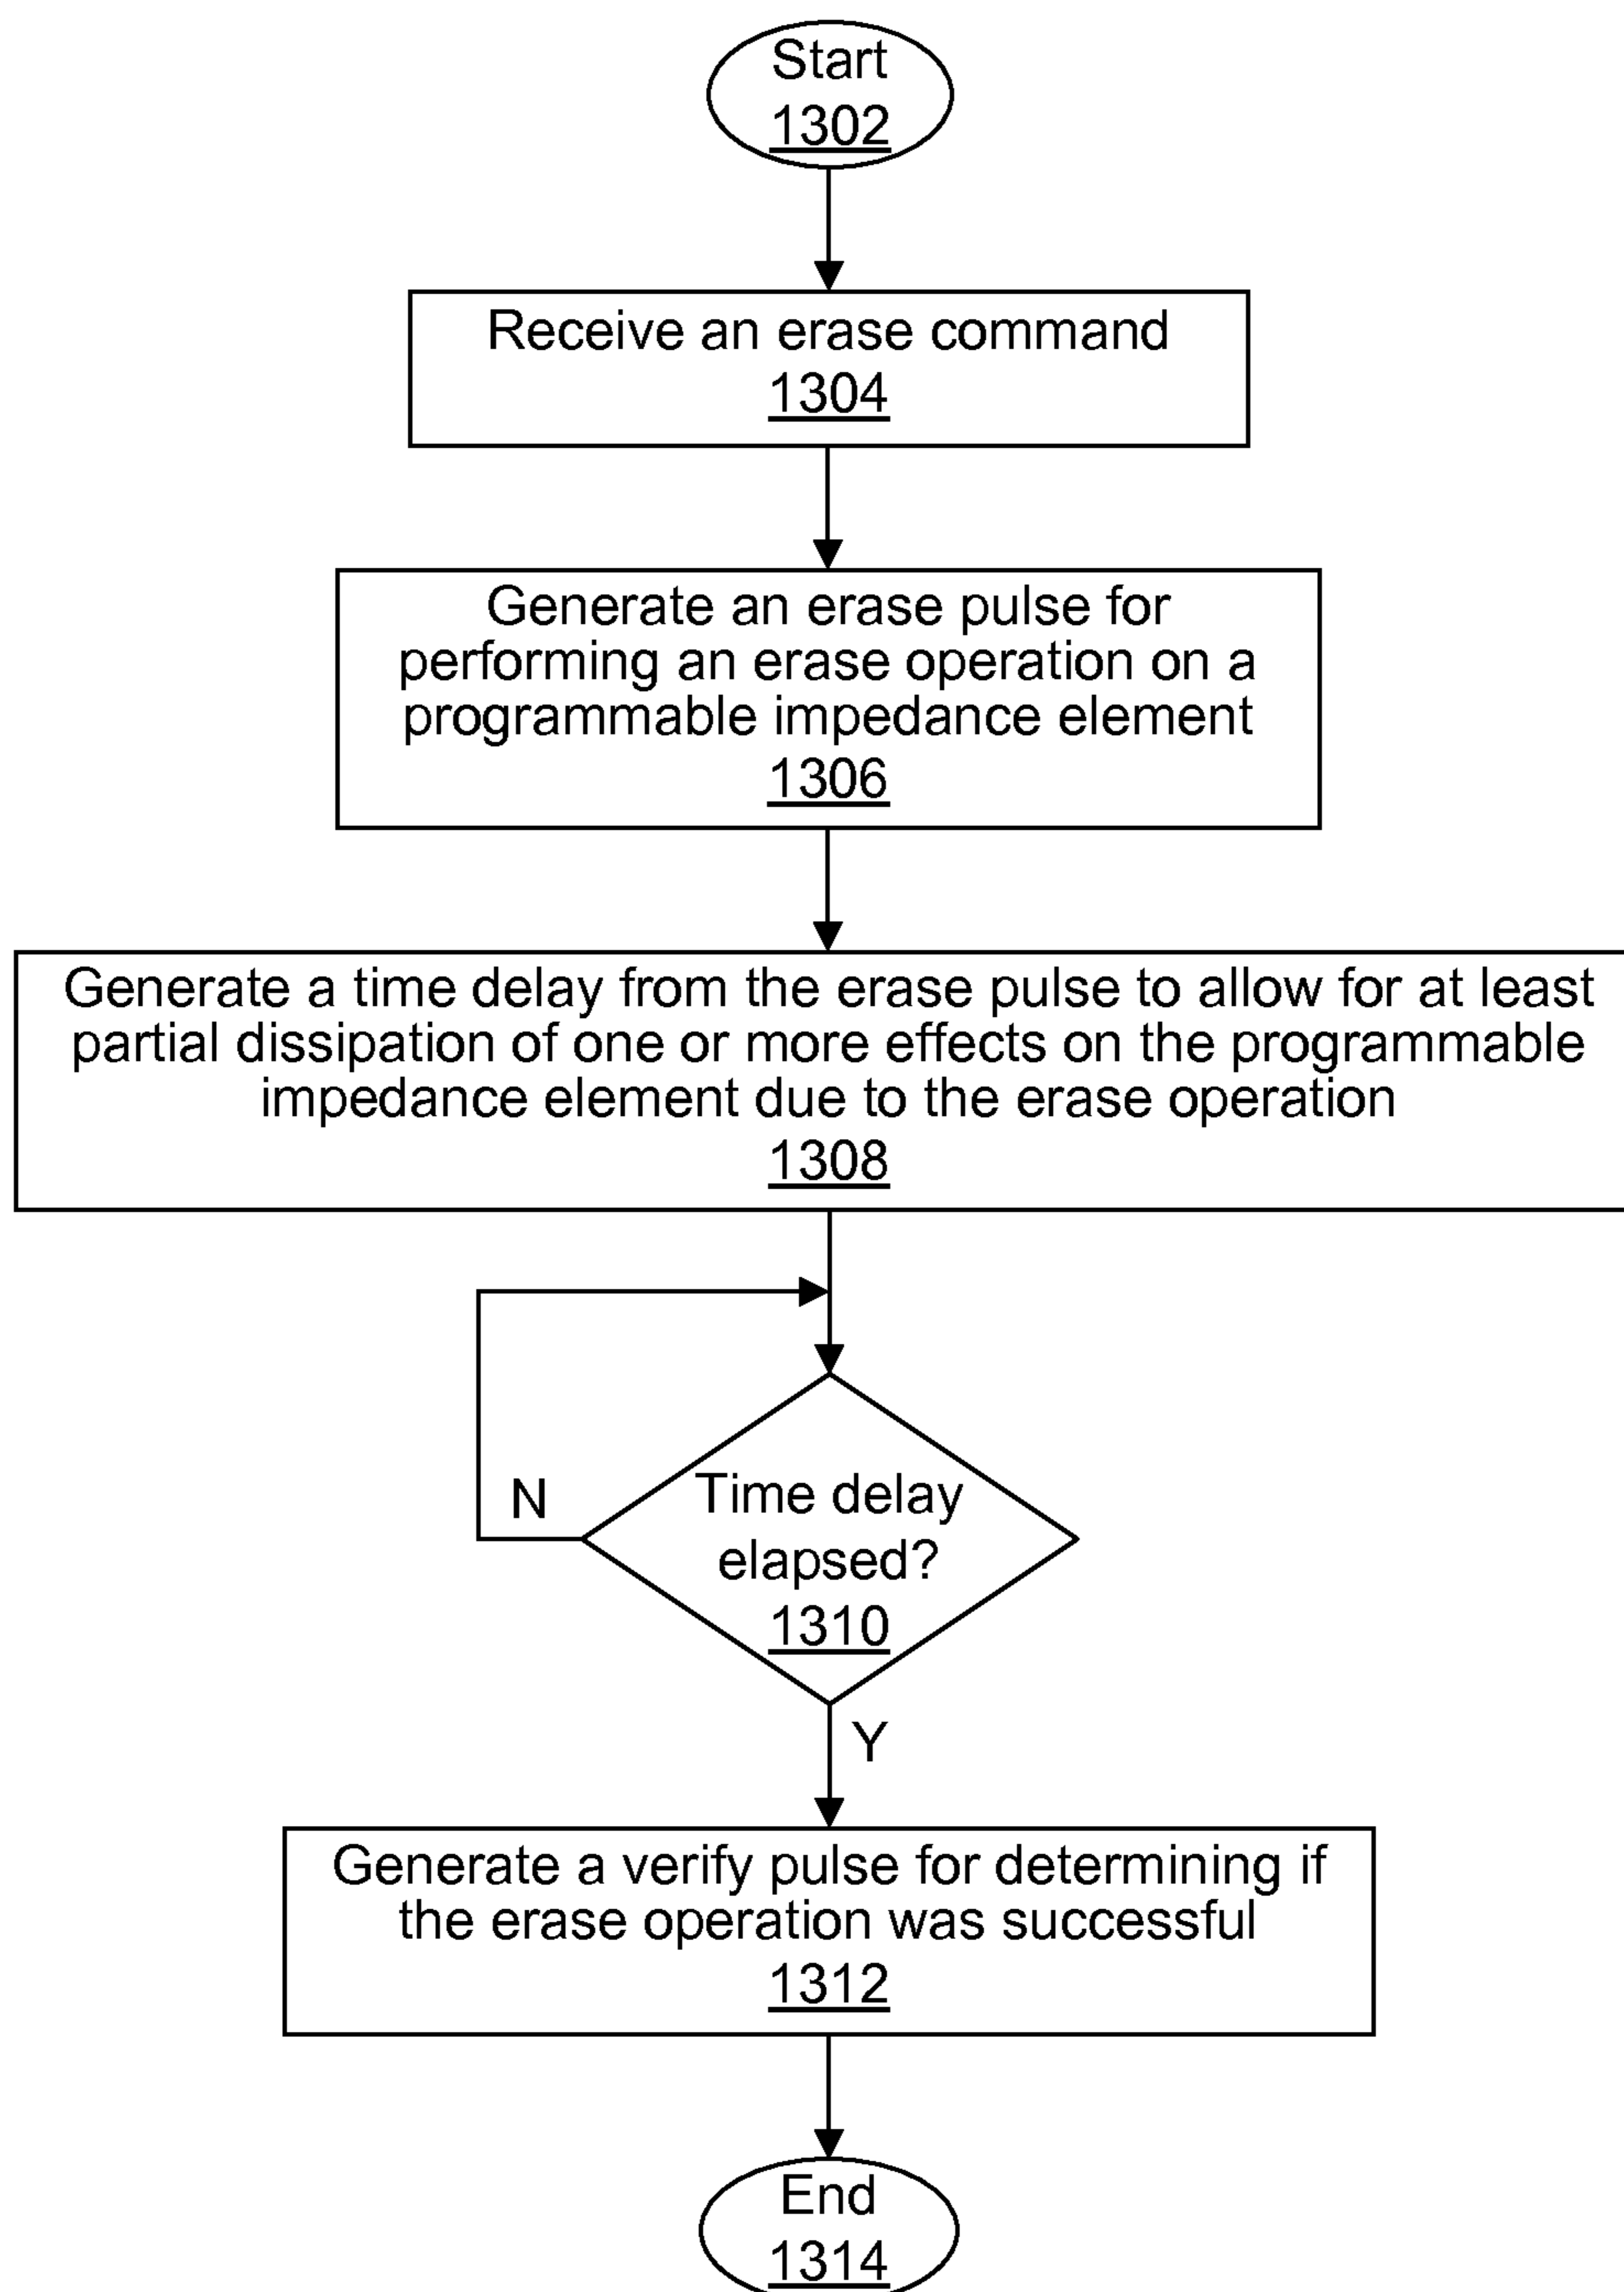 Start
1302
Receive an erase command
1304
Generate an erase pulse for
performing an erase operation on a
programmable impedance element
1306
Generate a time delay from the erase pulse to allow for at least
partial dissipation of one or more effects on the programmable
impedance element due to the erase operation
1308
N
Time delay
elapsed?
1310
Y
Generate a verify pulse for determining if
the erase operation was successful
1312
End
1314